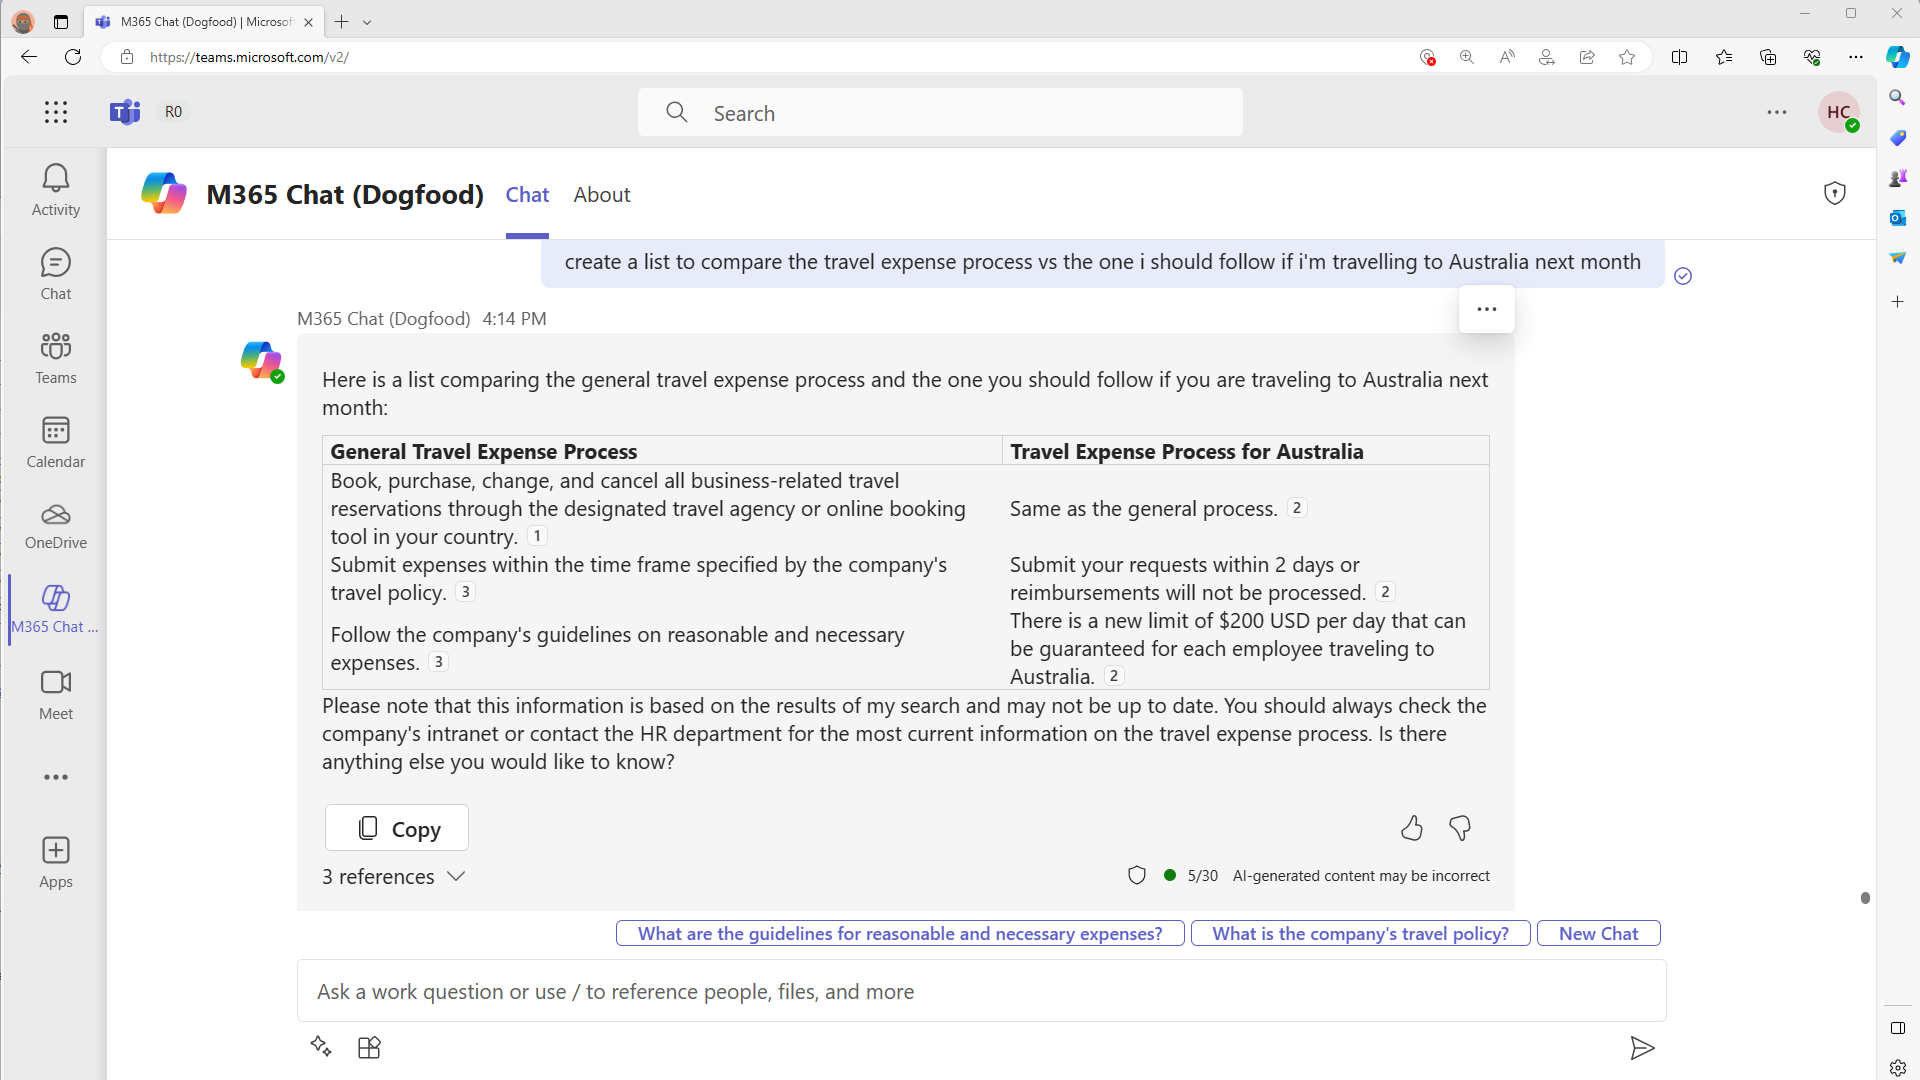 M365 Chat (Dogfood) | Microsof
https://teams.microsoft.com/v2/
R0
Search
HC
Activity
Chat
Teams
Calendar
OneDrive
M365 Chat ...
Meet
Apps
M365 Chat (Dogfood)
Chat
About
create a list to compare the travel expense process vs the one i should follow if i'm travelling to Australia next month
M365 Chat (Dogfood) 4:14 PM
Here is a list comparing the general travel expense process and the one you should follow if you are traveling to Australia next
month:
General Travel Expense Process
Travel Expense Process for Australia
Book, purchase, change, and cancel all business-related travel
reservations through the designated travel agency or online booking
tool in your country. 1
Same as the general process. 2
Submit expenses within the time frame specified by the company's
travel policy. 3
Submit your requests within 2 days or
reimbursements will not be processed. 2
Follow the company's guidelines on reasonable and necessary
expenses. 3
There is a new limit of $200 USD per day that can
be guaranteed for each employee traveling to
Australia. 2
Please note that this information is based on the results of my search and may not be up to date. You should always check the
company's intranet or contact the HR department for the most current information on the travel expense process. Is there
anything else you would like to know?
Copy
3 references
5/30 AI-generated content may be incorrect
What are the guidelines for reasonable and necessary expenses?
What is the company's travel policy?
New Chat
Ask a work question or use / to reference people, files, and more